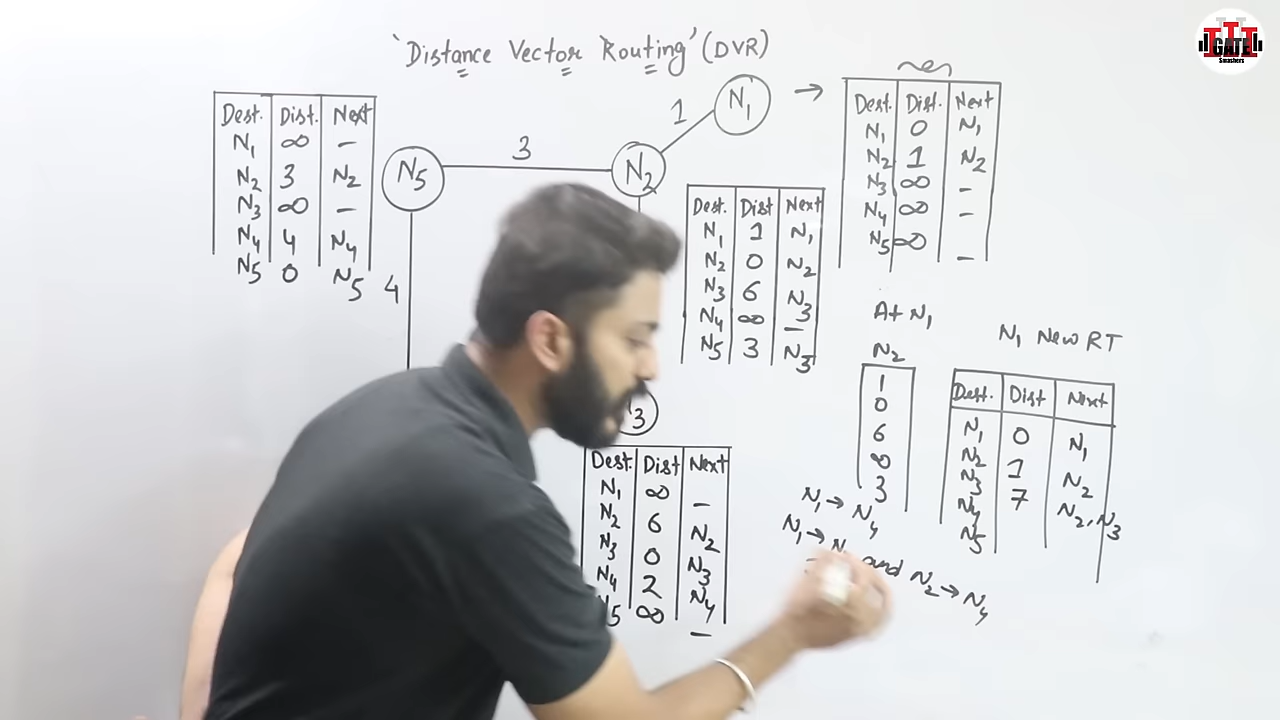 'Distance Vector Routing' (DVR)
GATE
Smashers
Dest. Dist. Next
N1 ∞ -
N2 3 N2
N3 ∞ -
N4 4 N4
N5 0 N5
N5
3
N2
1
N1
→
4
3
Dest. Dist. Next
N1 0 N1
N2 1 N2
N3 ∞ -
N4 ∞ -
N5 ∞ -
Dest. Dist Next
N1 1 N1
N2 0 N2
N3 6 N3
N4 ∞ -
N5 3 N3
Dest. Dist Next
N1 ∞ -
N2 6 N2
N3 0 N3
N4 2 N4
N5 ∞ -
At N1
N2
1
0
6
∞
3
N1 New RT
Dest. Dist Next
N1 0 N1
N2 1 N2
N3 7 N2, N3
N4
N5
N1 → N4
N1 → N and N2 → N4